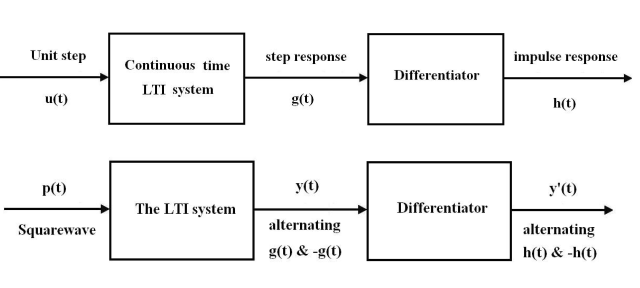 Unit step
u(t)
Continuous time
LTI system
step response
g(t)
Differentiator
impulse response
h(t)
p(t)
Squarewave
The LTI system
y(t)
alternating
g(t) & -g(t)
Differentiator
y'(t)
alternating
h(t) & -h(t)